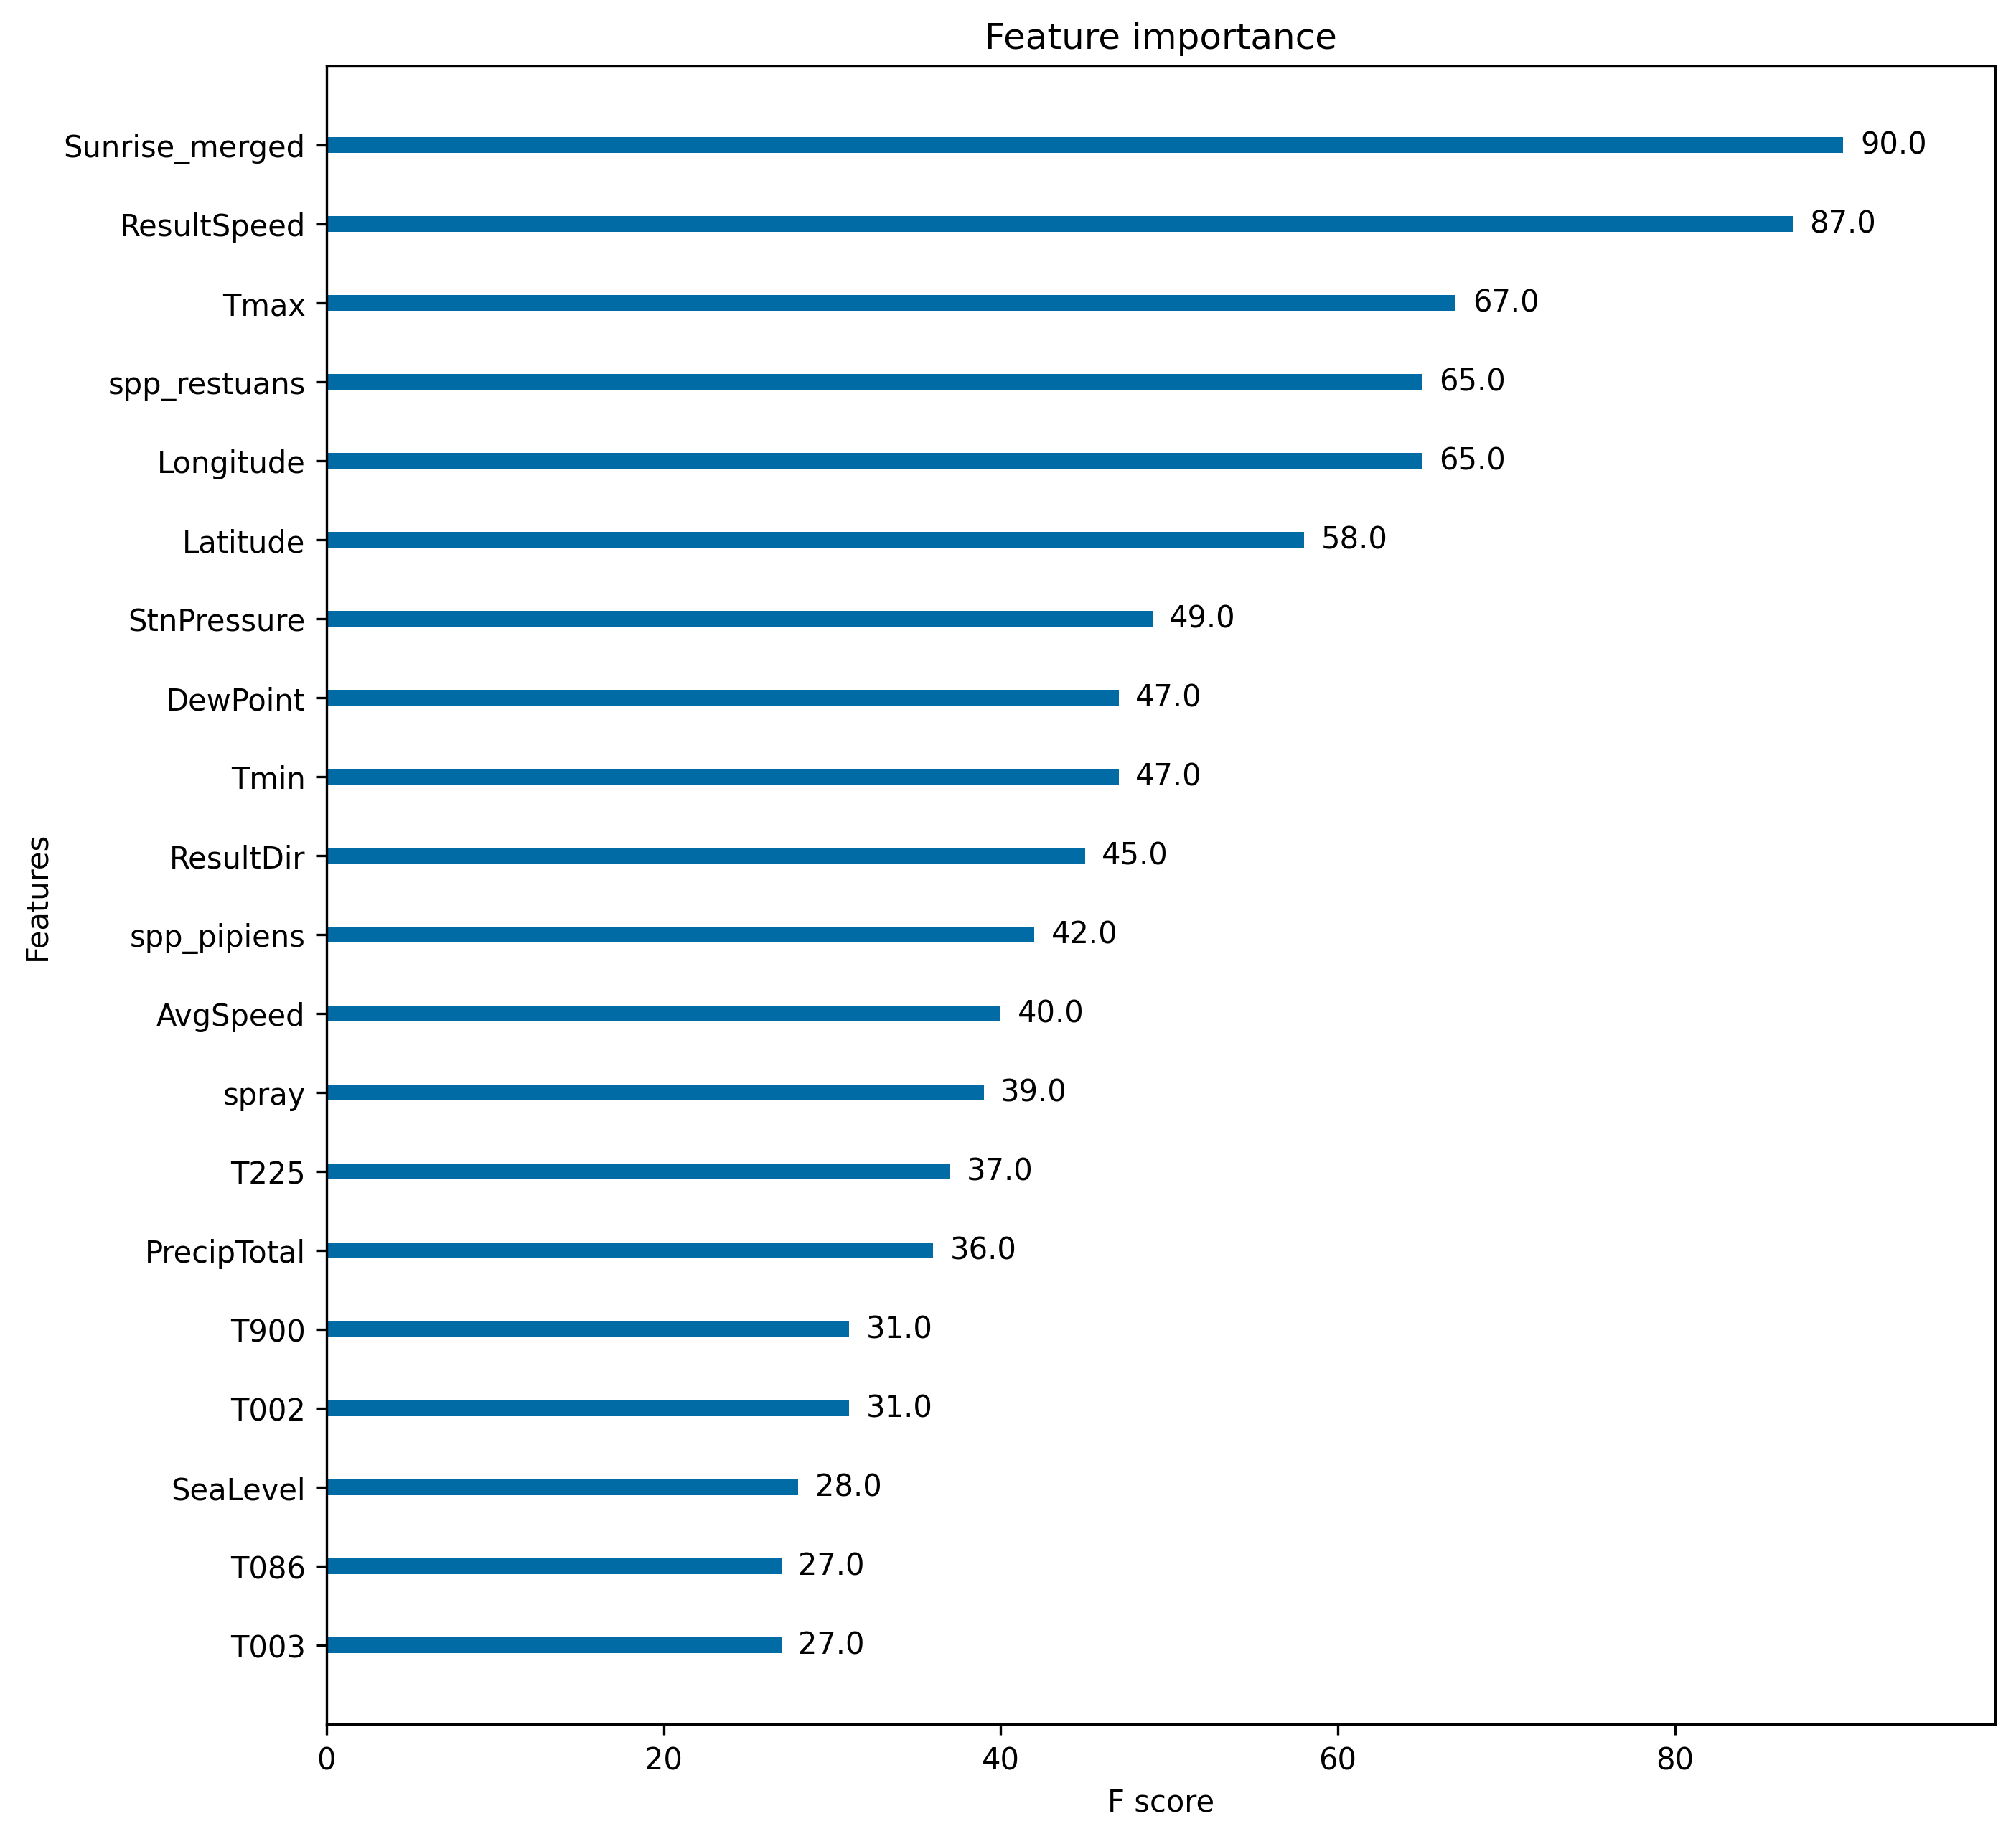 Feature importance
Sunrise_merged 90.0
ResultSpeed 87.0
Tmax 67.0
spp_restuans 65.0
Longitude 65.0
Latitude 58.0
StnPressure 49.0
DewPoint 47.0
Tmin 47.0
ResultDir 45.0
spp_pipiens 42.0
AvgSpeed 40.0
spray 39.0
T225 37.0
PrecipTotal 36.0
T900 31.0
T002 31.0
SeaLevel 28.0
T086 27.0
T003 27.0
Features
0 20 40 60 80
F score